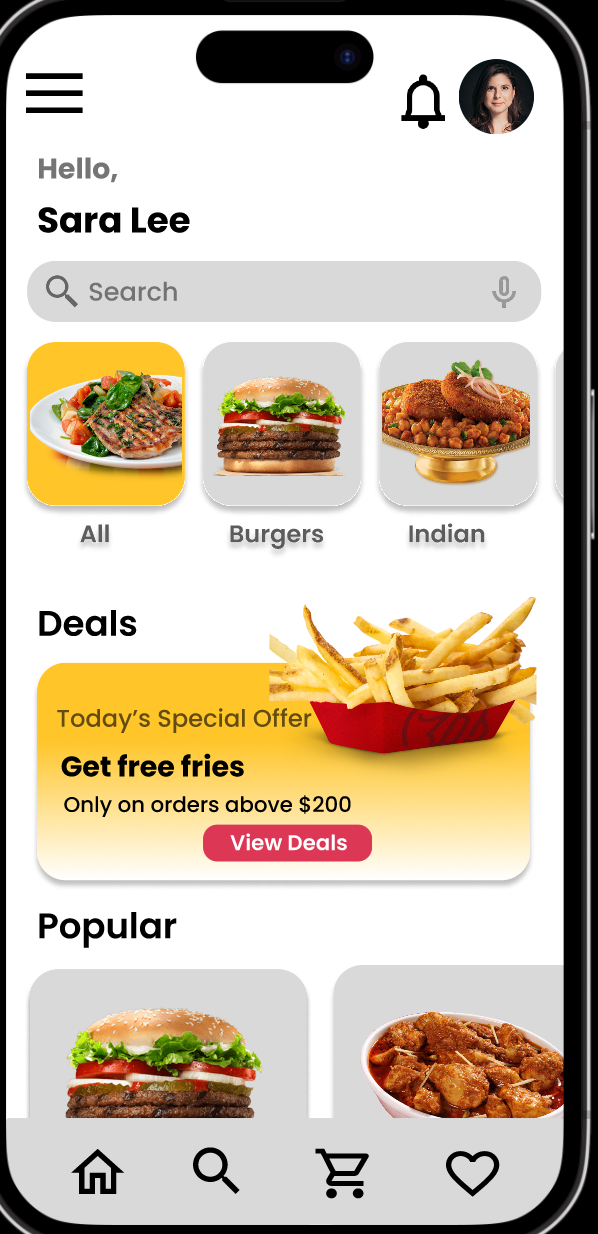 Hello,
Sara Lee
Search
All
Burgers
Indian
Deals
Today’s Special Offer
Get free fries
Only on orders above $200
View Deals
Popular